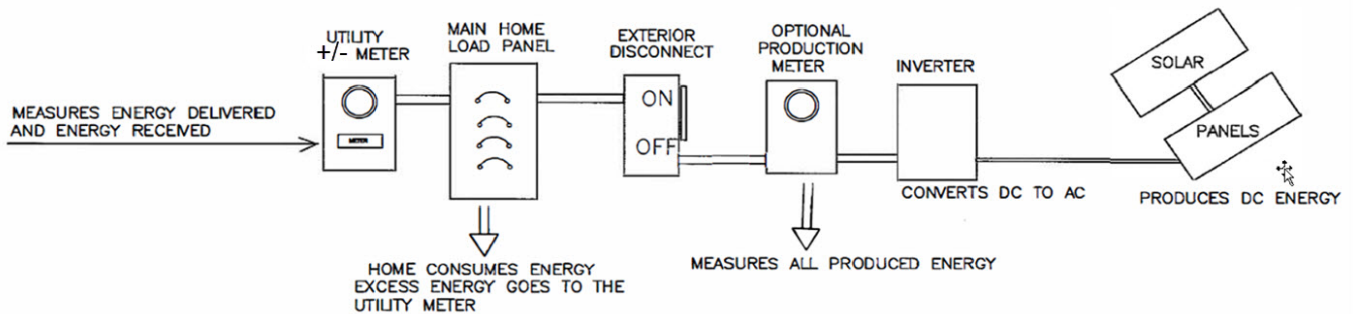 MEASURES ENERGY DELIVERED
AND ENERGY RECEIVED
UTILITY
+/- METER
METER
MAIN HOME
LOAD PANEL
HOME CONSUMES ENERGY
EXCESS ENERGY GOES TO THE
UTILITY METER
EXTERIOR
DISCONNECT
ON
OFF
OPTIONAL
PRODUCTION
METER
MEASURES ALL PRODUCED ENERGY
INVERTER
CONVERTS DC TO AC
SOLAR
PANELS
PRODUCES DC ENERGY